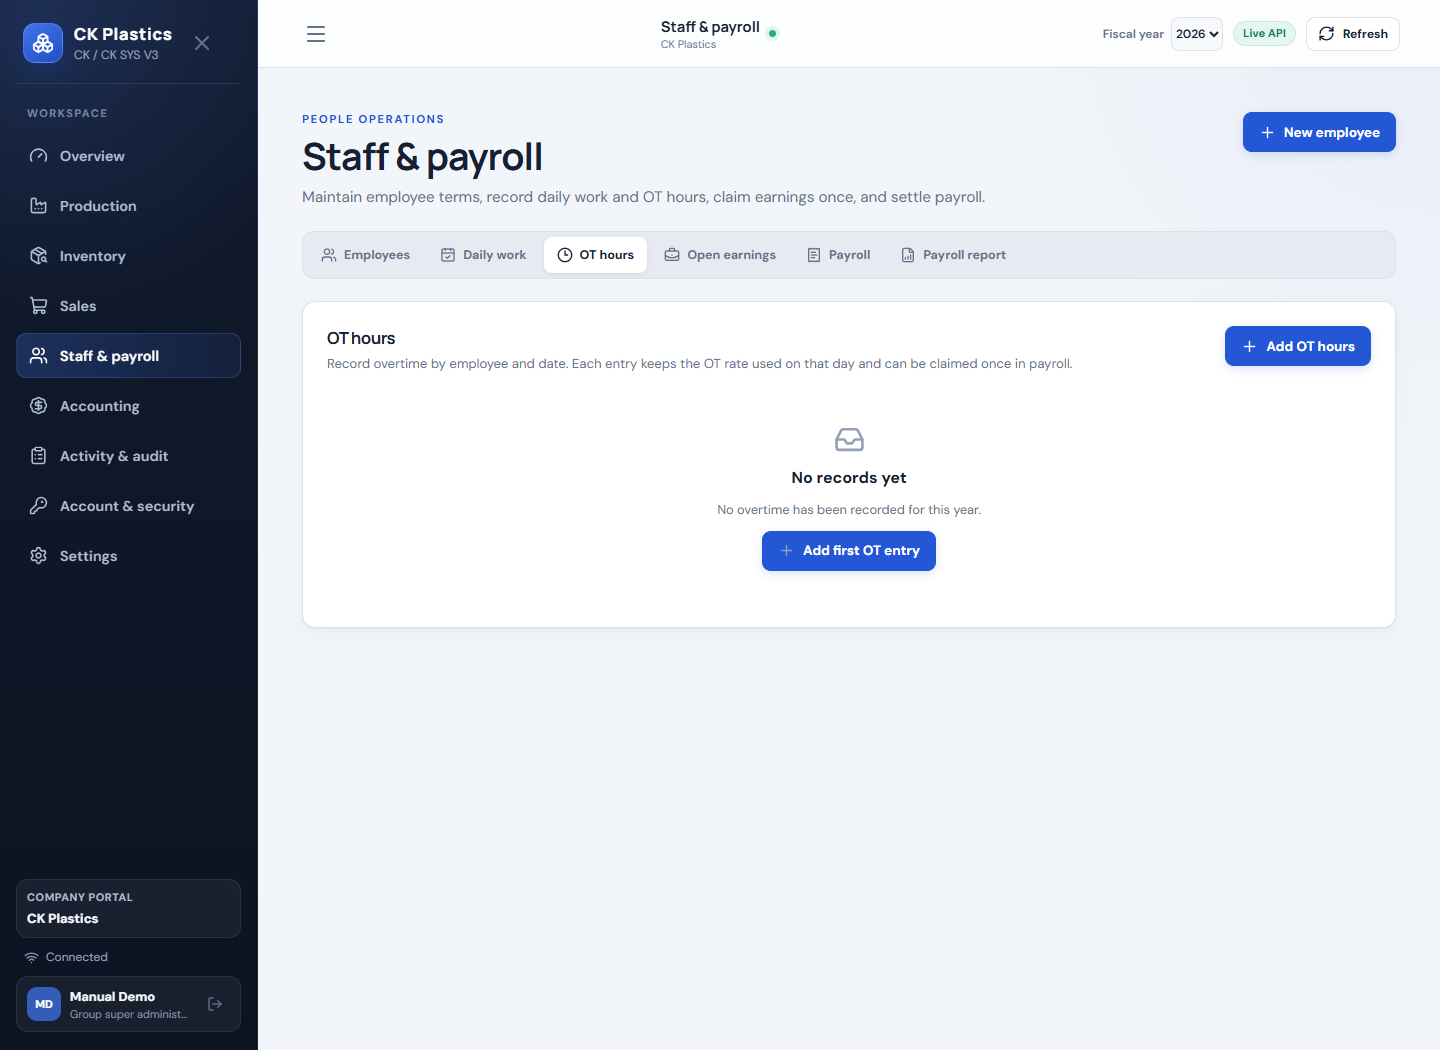 CK Plastics
CK / CK SYS V3
WORKSPACE
Overview
Production
Inventory
Sales
Staff & payroll
Accounting
Activity & audit
Account & security
Settings
COMPANY PORTAL
CK Plastics
Connected
MD
Manual Demo
Group super administ...
Staff & payroll
CK Plastics
Fiscal year
2026
Live API
Refresh
PEOPLE OPERATIONS
Staff & payroll
Maintain employee terms, record daily work and OT hours, claim earnings once, and settle payroll.
New employee
Employees
Daily work
OT hours
Open earnings
Payroll
Payroll report
OT hours
Record overtime by employee and date. Each entry keeps the OT rate used on that day and can be claimed once in payroll.
Add OT hours
No records yet
No overtime has been recorded for this year.
Add first OT entry